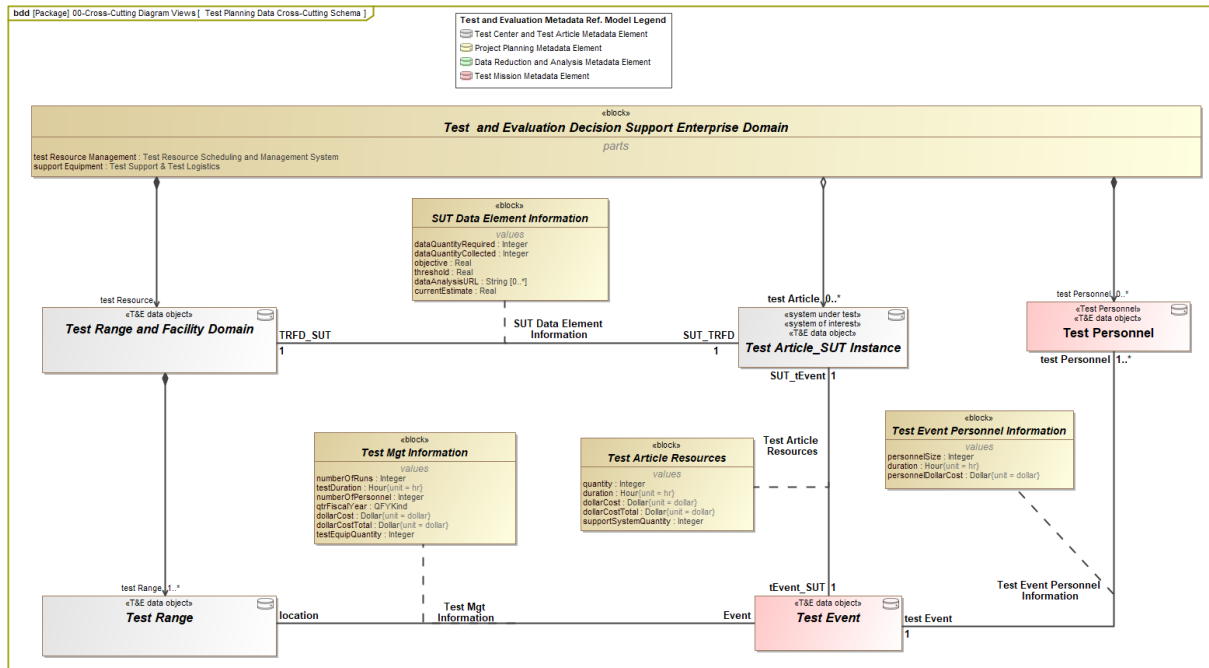 bdd [Package] 00-Cross-Cutting Diagram Views [ Test Planning Data Cross-Cutting Schema ]
Test and Evaluation Metadata Ref. Model Legend
Test Center and Test Article Metadata Element
Project Planning Metadata Element
Data Reduction and Analysis Metadata Element
Test Mission Metadata Element
«block»
Test and Evaluation Decision Support Enterprise Domain
parts
test Resource Management : Test Resource Scheduling and Management System
support Equipment : Test Support & Test Logistics
«block»
SUT Data Element Information
values
dataQuantityRequired : Integer
dataQuantityCollected : Integer
objective : Real
threshold : Real
dataAnalysisURL : String [0..*]
currentEstimate : Real
test Resource
test Article 0..*
test Personnel 0..*
«T&E data object»
Test Range and Facility Domain
TRFD_SUT
1
SUT Data Element
Information
SUT_TRFD
1
«system under test»
«system of interest»
«T&E data object»
Test Article_SUT Instance
«Test Personnel»
«T&E data object»
Test Personnel
test Personnel 1..*
SUT_tEvent 1
«block»
Test Mgt Information
values
numberOfRuns : Integer
testDuration : Hour{unit = hr}
numberOfPersonnel : Integer
qtrFiscalYear : QFYKind
dollarCost : Dollar{unit = dollar}
dollarCostTotal : Dollar{unit = dollar}
testEquipQuantity : Integer
«block»
Test Article Resources
values
quantity : Integer
duration : Hour{unit = hr}
dollarCost : Dollar{unit = dollar}
dollarCostTotal : Dollar{unit = dollar}
supportSystemQuantity : Integer
Test Article
Resources
«block»
Test Event Personnel Information
values
personnelSize : Integer
duration : Hour{unit = hr}
personnelDollarCost : Dollar{unit = dollar}
test Range 1..*
«T&E data object»
Test Range
location
Test Mgt
Information
Event
tEvent_SUT 1
«T&E data object»
Test Event
test Event
1
Test Event Personnel
Information